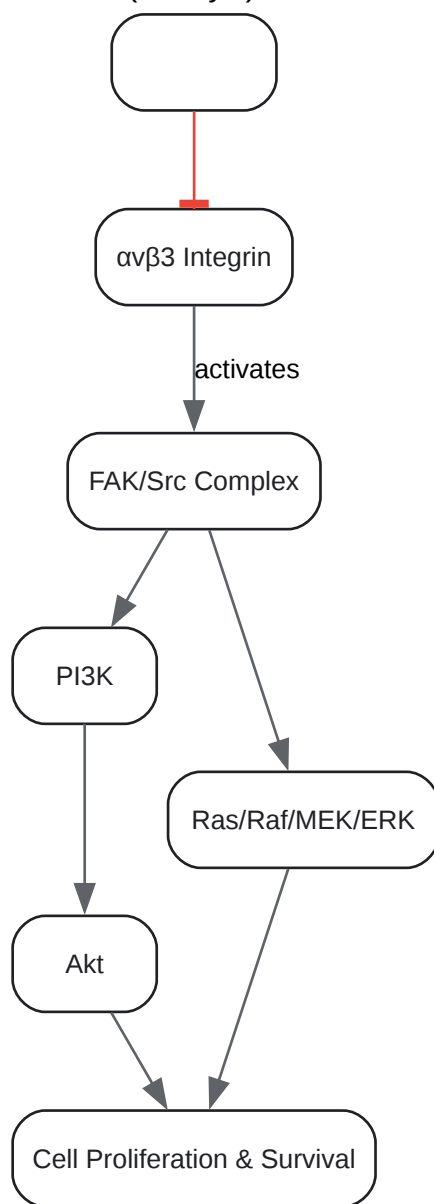 αvβ3 Integrin
activates
FAK/Src Complex
PI3K
Ras/Raf/MEK/ERK
Akt
Cell Proliferation & Survival